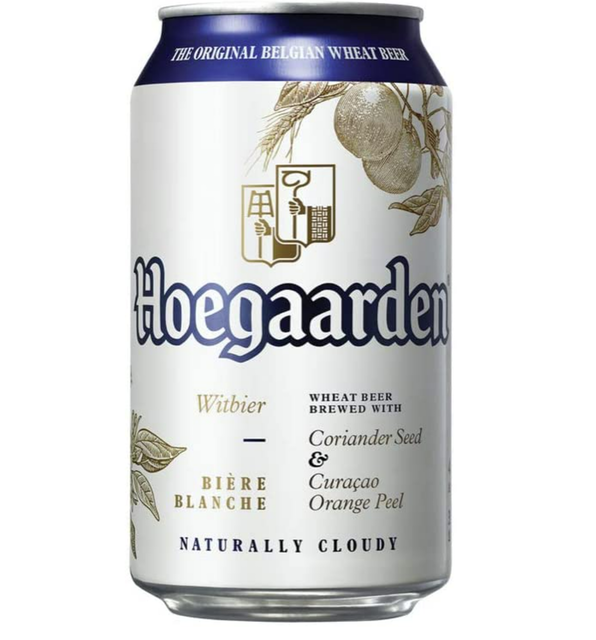 THE ORIGINAL BELGIAN WHEAT BEER
Hoegaarden
Witbier
BIÈRE
BLANCHE
WHEAT BEER
BREWED WITH
Coriander Seed
&
Curaçao
Orange Peel
NATURALLY CLOUDY